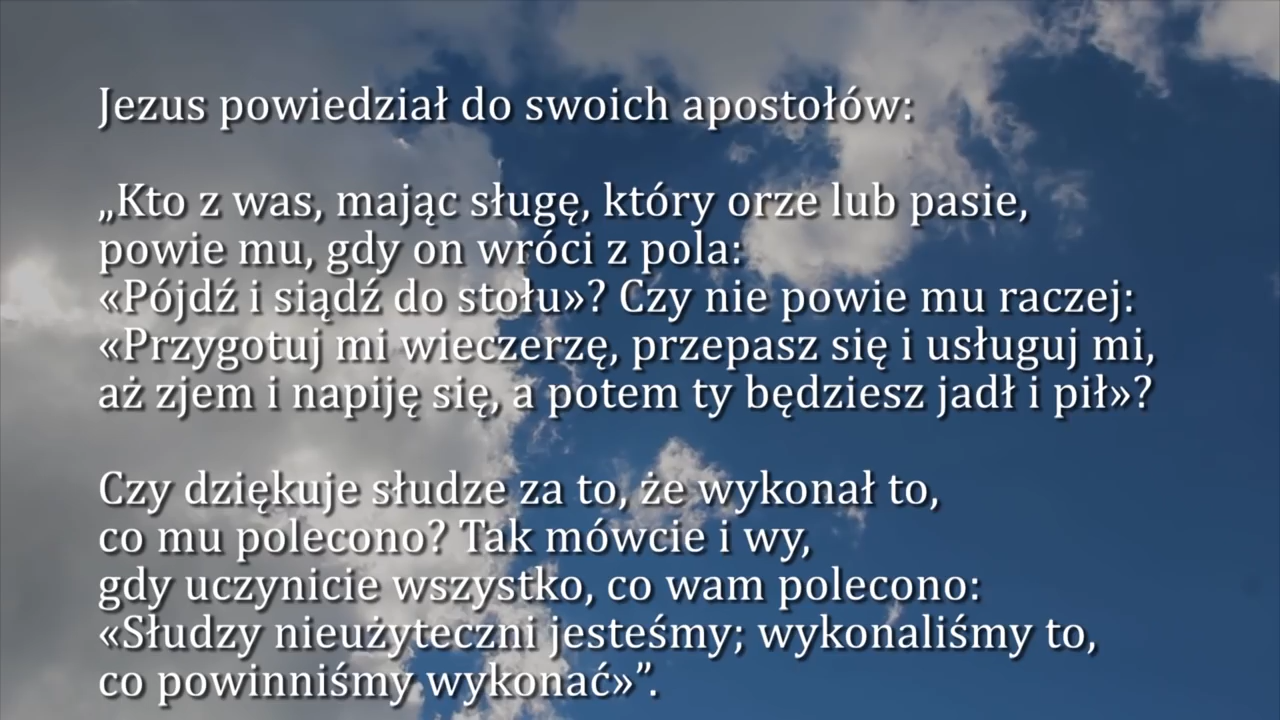 Jezus powiedział do swoich apostołów:
„Kto z was, mając sługę, który orze lub pasie,
powie mu, gdy on wróci z pola:
«Pójdź i siądź do stołu»? Czy nie powie mu raczej:
«Przygotuj mi wieczerzę, przepasz się i usługuj mi,
aż zjem i napiję się, a potem ty będziesz jadł i pił»?
Czy dziękuje słudze za to, że wykonał to,
co mu polecono? Tak mówcie i wy,
gdy uczynicie wszystko, co wam polecono:
«Słudzy nieużyteczni jesteśmy; wykonaliśmy to,
co powinniśmy wykonać»”.